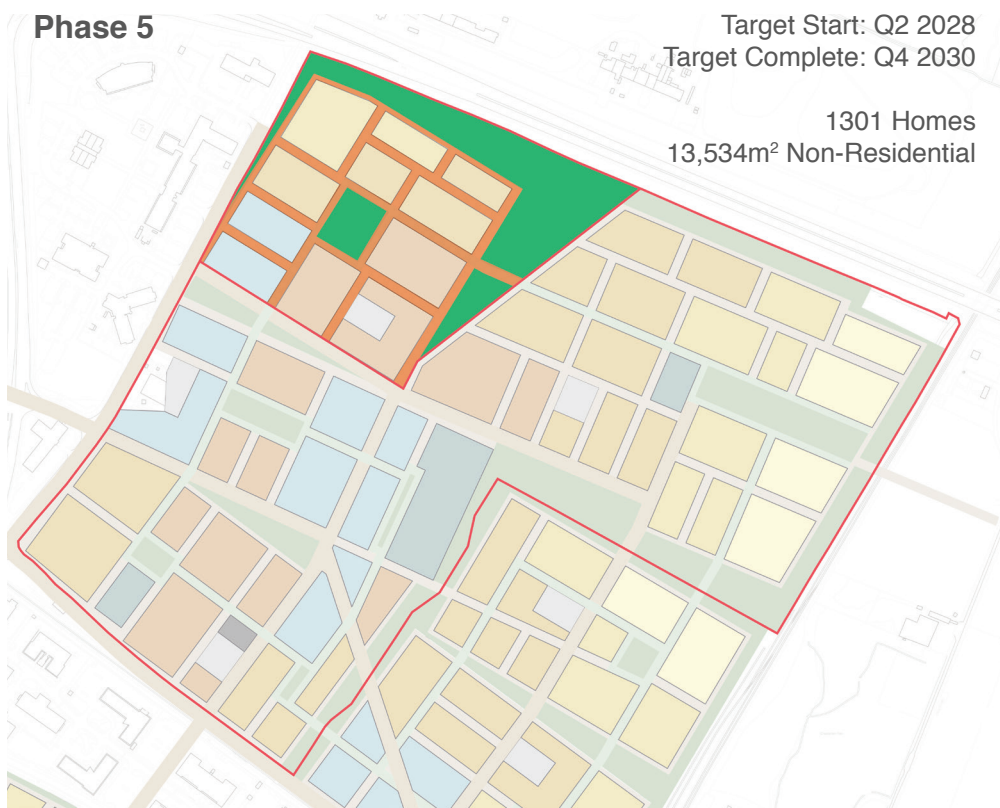 Phase 5
Target Start: Q2 2028
Target Complete: Q4 2030
1301 Homes
13,534m² Non-Residential